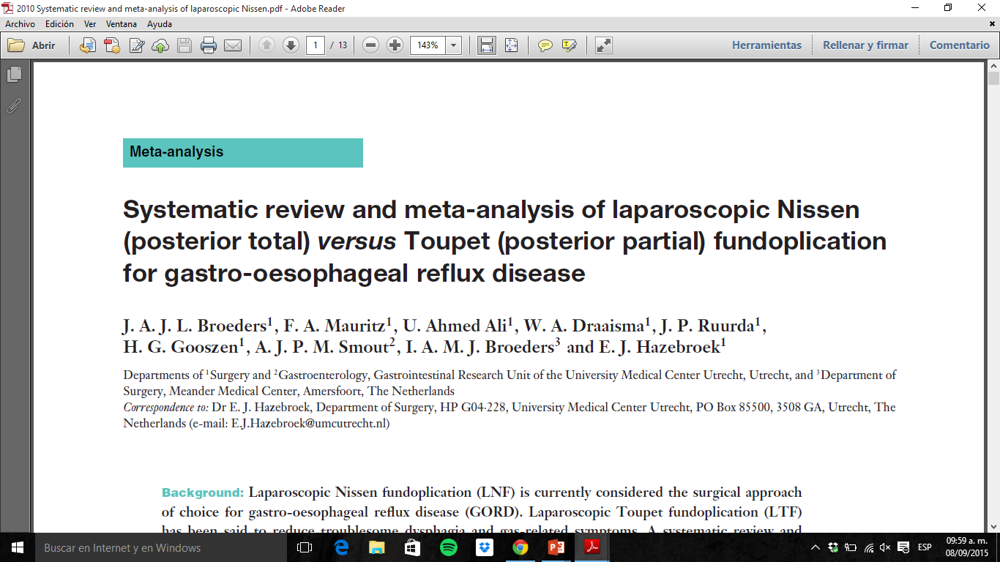 2010 Systematic review and meta-analysis of laparoscopic Nissen.pdf - Adobe Reader
Archivo Edición Ver Ventana Ayuda
Abrir 1 / 13 143% Herramientas Rellenar y firmar Comentario
Meta-analysis
Systematic review and meta-analysis of laparoscopic Nissen
(posterior total) versus Toupet (posterior partial) fundoplication
for gastro-oesophageal reflux disease
J. A. J. L. Broeders1, F. A. Mauritz1, U. Ahmed Ali1, W. A. Draaisma1, J. P. Ruurda1,
H. G. Gooszen1, A. J. P. M. Smout2, I. A. M. J. Broeders3 and E. J. Hazebroek1
Departments of 1Surgery and 2Gastroenterology, Gastrointestinal Research Unit of the University Medical Center Utrecht, Utrecht, and 3Department of
Surgery, Meander Medical Center, Amersfoort, The Netherlands
Correspondence to: Dr E. J. Hazebroek, Department of Surgery, HP G04·228, University Medical Center Utrecht, PO Box 85500, 3508 GA, Utrecht, The
Netherlands (e-mail: E.J.Hazebroek@umcutrecht.nl)
Background: Laparoscopic Nissen fundoplication (LNF) is currently considered the surgical approach
of choice for gastro-oesophageal reflux disease (GORD). Laparoscopic Toupet fundoplication (LTF)
has been said to reduce troublesome dysphagia and gas-related symptoms. A systematic review and
Buscar en Internet y en Windows
ESP
09:59 a. m.
08/09/2015